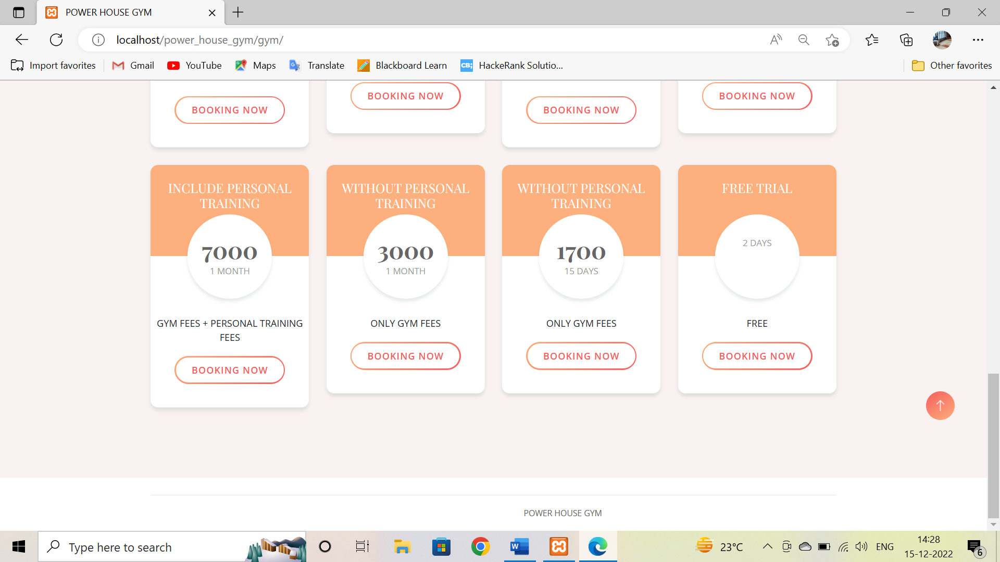 POWER HOUSE GYM
localhost/power_house_gym/gym/
Import favorites
Gmail
YouTube
Maps
Translate
Blackboard Learn
HackeRank Solutio...
Other favorites
BOOKING NOW
BOOKING NOW
BOOKING NOW
BOOKING NOW
INCLUDE PERSONAL
TRAINING
7000
1 MONTH
GYM FEES + PERSONAL TRAINING
FEES
BOOKING NOW
WITHOUT PERSONAL
TRAINING
3000
1 MONTH
ONLY GYM FEES
BOOKING NOW
WITHOUT PERSONAL
TRAINING
1700
15 DAYS
ONLY GYM FEES
BOOKING NOW
FREE TRIAL
2 DAYS
FREE
BOOKING NOW
POWER HOUSE GYM
Type here to search
23°C
ENG
14:28
15-12-2022
6